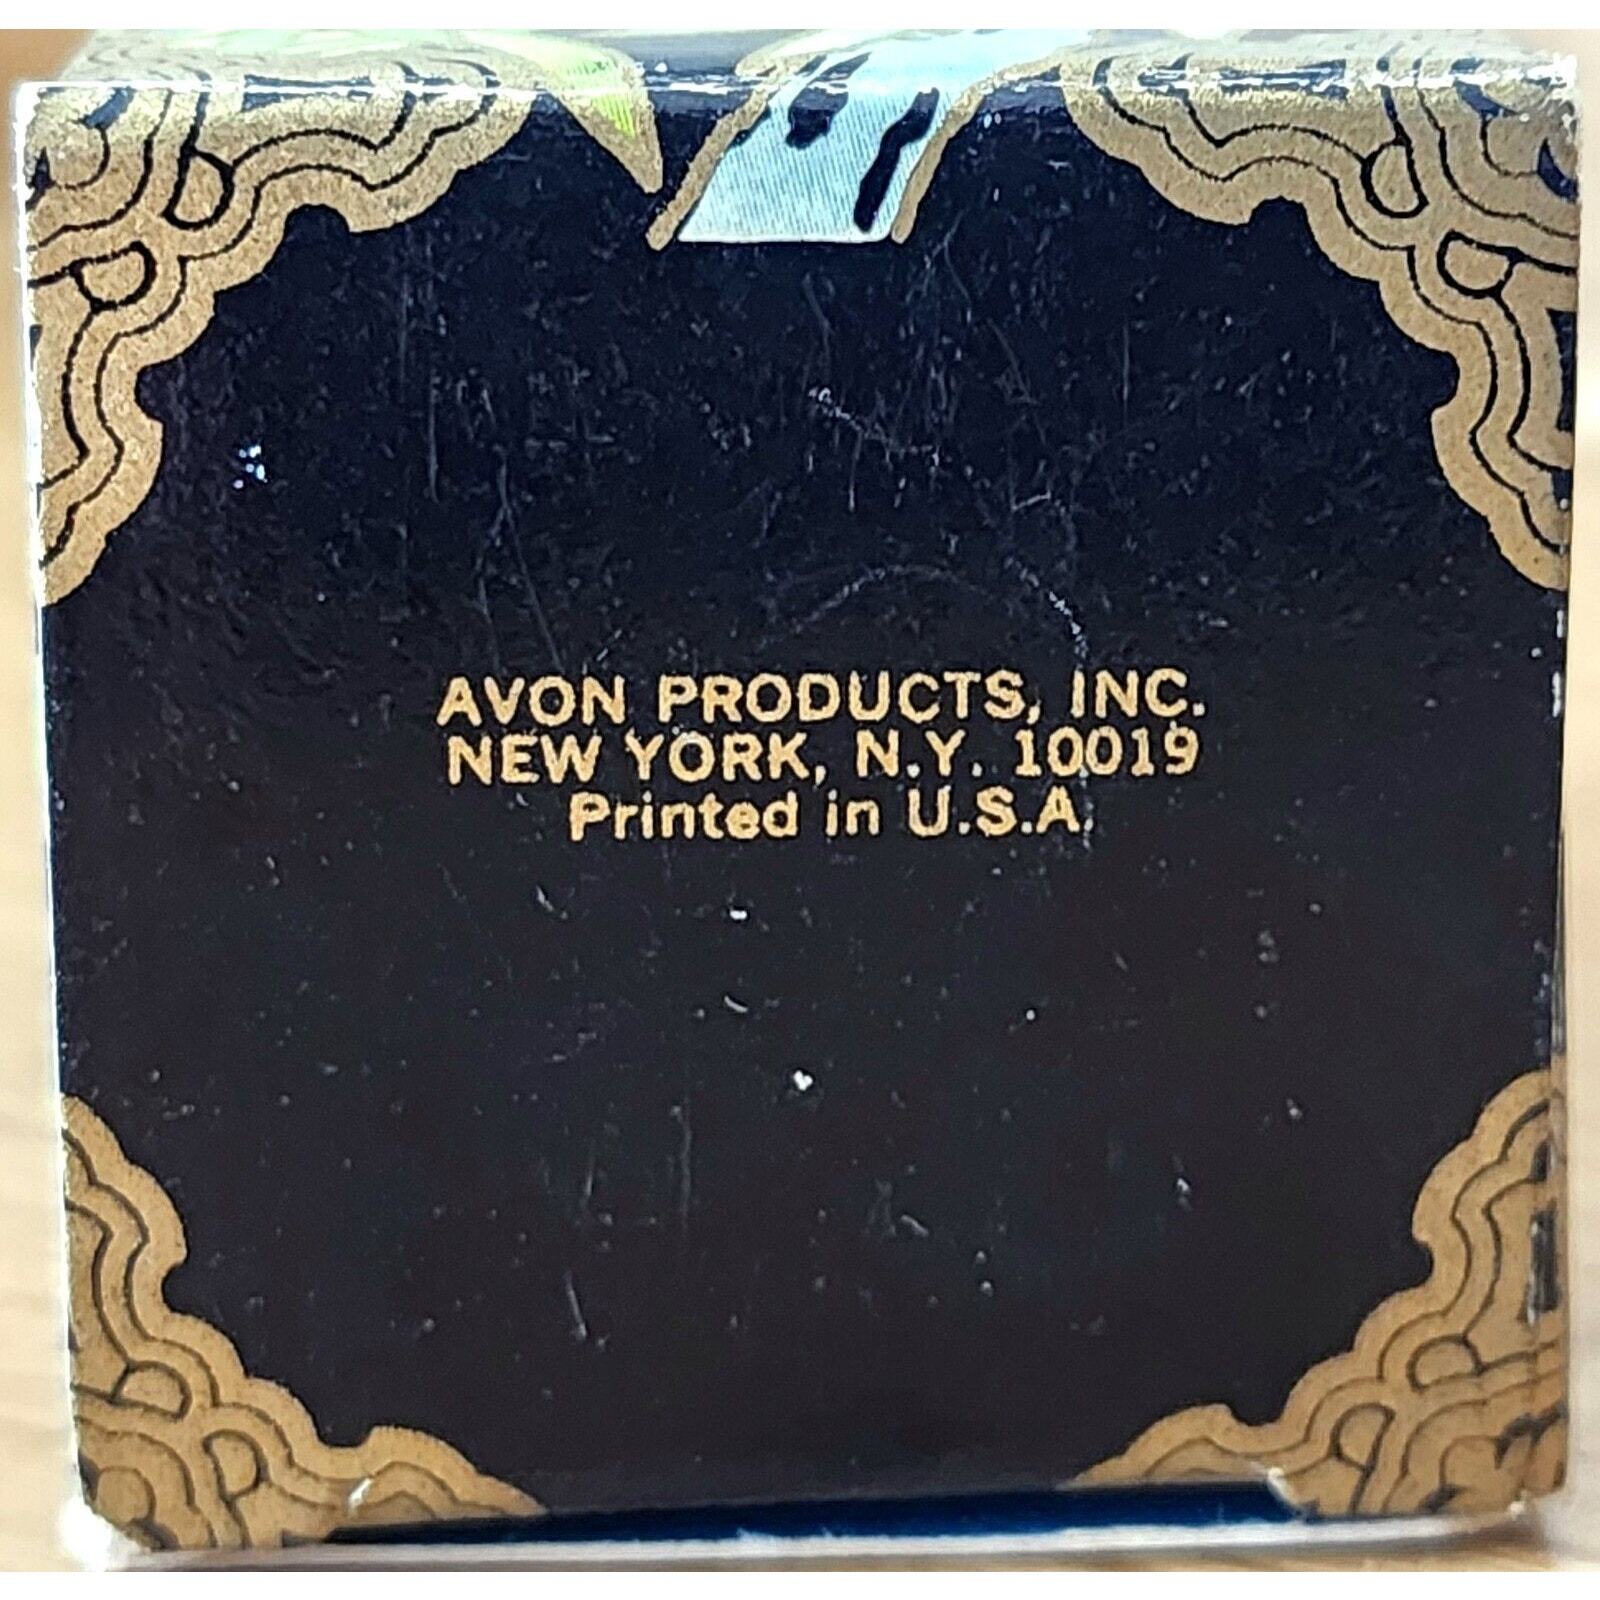 AVON PRODUCTS, INC.
NEW YORK, N.Y. 10019
Printed in U.S.A.